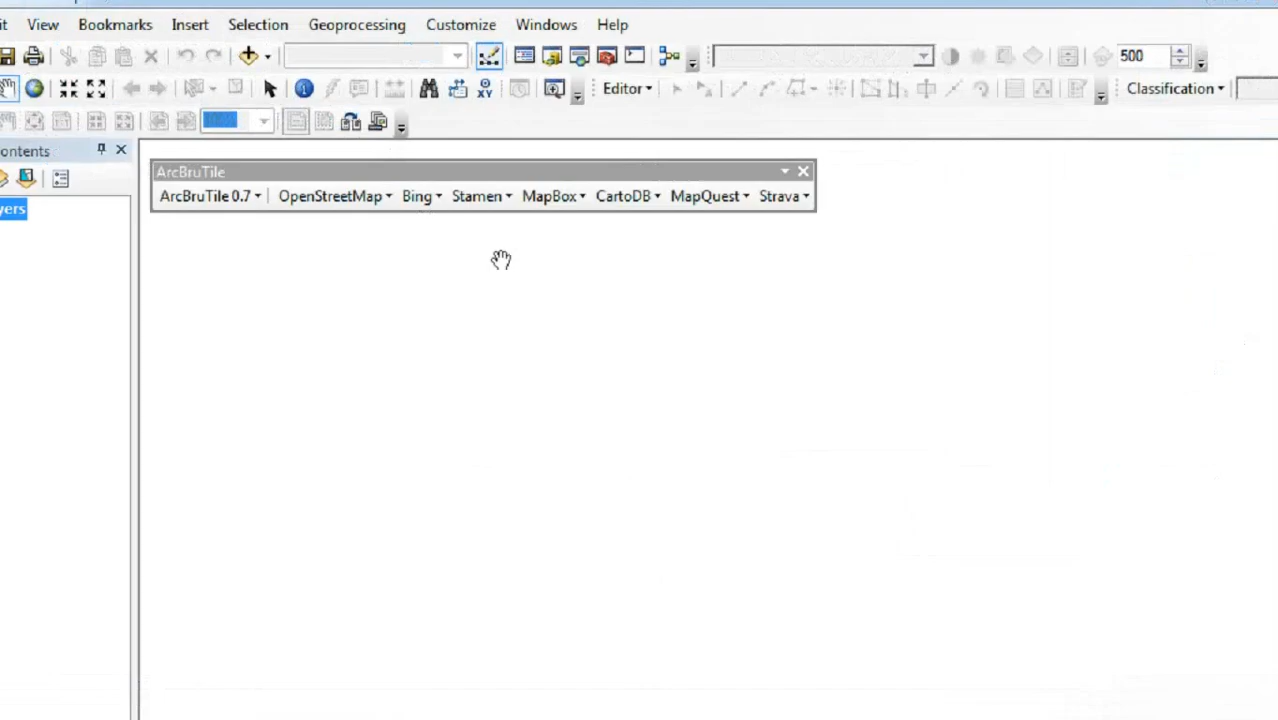 it View Bookmarks Insert Selection Geoprocessing Customize Windows Help
500
Editor Classification
ontents
ArcBruTile
ArcBruTile 0.7 OpenStreetMap Bing Stamen MapBox CartoDB MapQuest Strava
yers